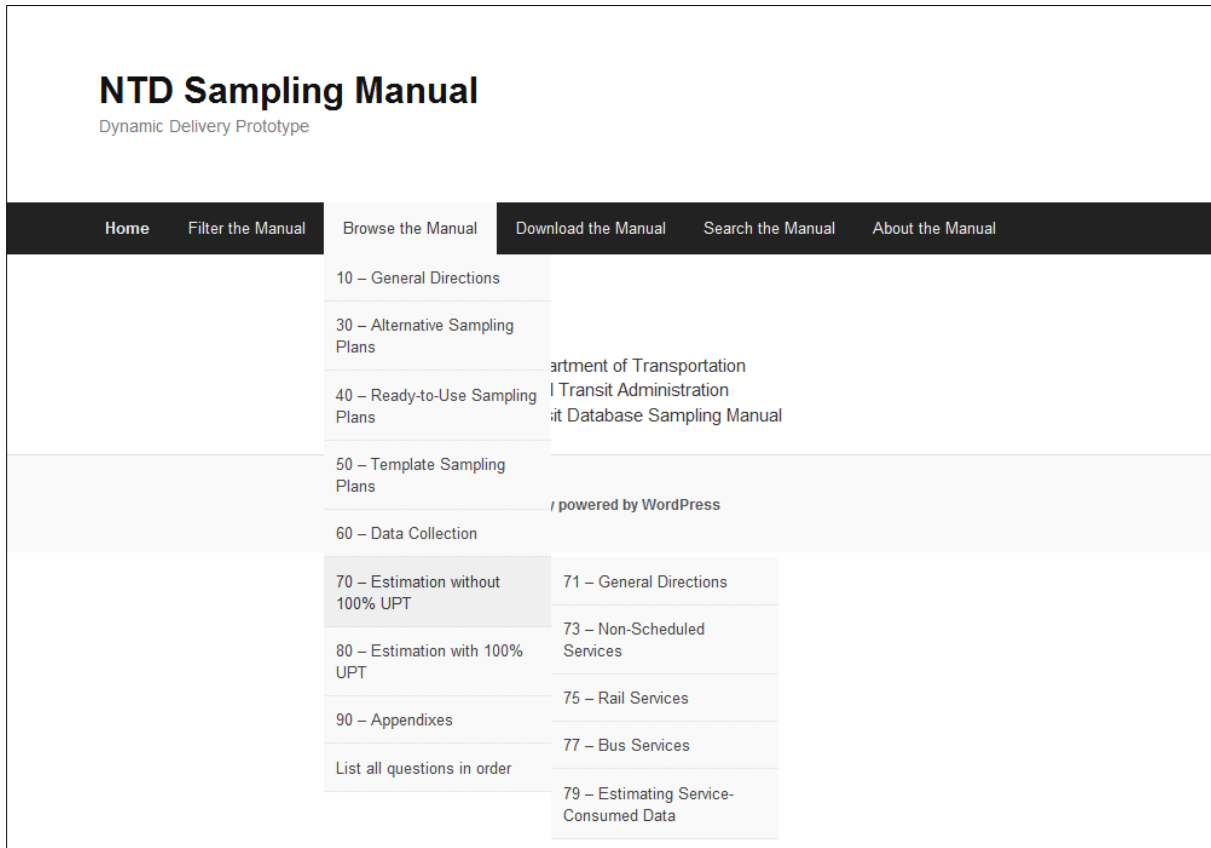 NTD Sampling Manual
Dynamic Delivery Prototype
Home Filter the Manual Browse the Manual Download the Manual Search the Manual About the Manual
10 – General Directions
30 – Alternative Sampling
Plans
40 – Ready-to-Use Sampling
Plans
50 – Template Sampling
Plans
60 – Data Collection
70 – Estimation without
100% UPT
80 – Estimation with 100%
UPT
90 – Appendixes
List all questions in order
71 – General Directions
73 – Non-Scheduled
Services
75 – Rail Services
77 – Bus Services
79 – Estimating Service-
Consumed Data
of Transportation
Transit Administration
Database Sampling Manual
powered by WordPress